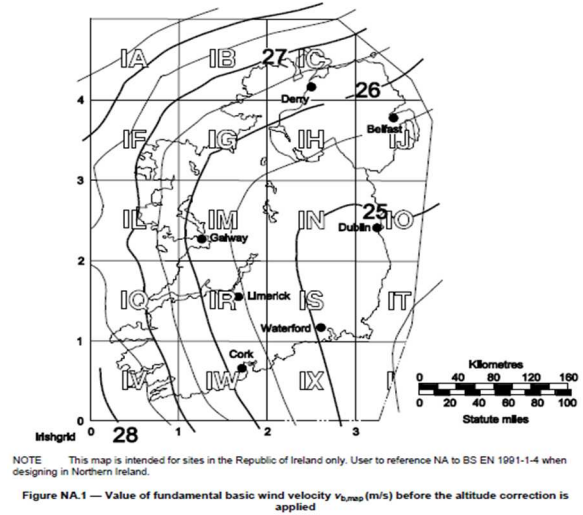 IA IB 27 IC
4 Derry 26
Belfast
IF IG IH IJ
3
25
IL IM IN IO
Galway Dublin
2
IQ IR Limerick IS IT
Waterford
1
Cork
IV IW IX I
Kilometres
0 40 80 120 160
0
0 20 40 60 80 100
Statute miles
Irishgrid 0 28 1 2 3
NOTE This map is intended for sites in the Republic of Ireland only. User to reference NA to BS EN 1991-1-4 when
designing in Northern Ireland.
Figure NA.1 — Value of fundamental basic wind velocity vb,map (m/s) before the altitude correction is
applied